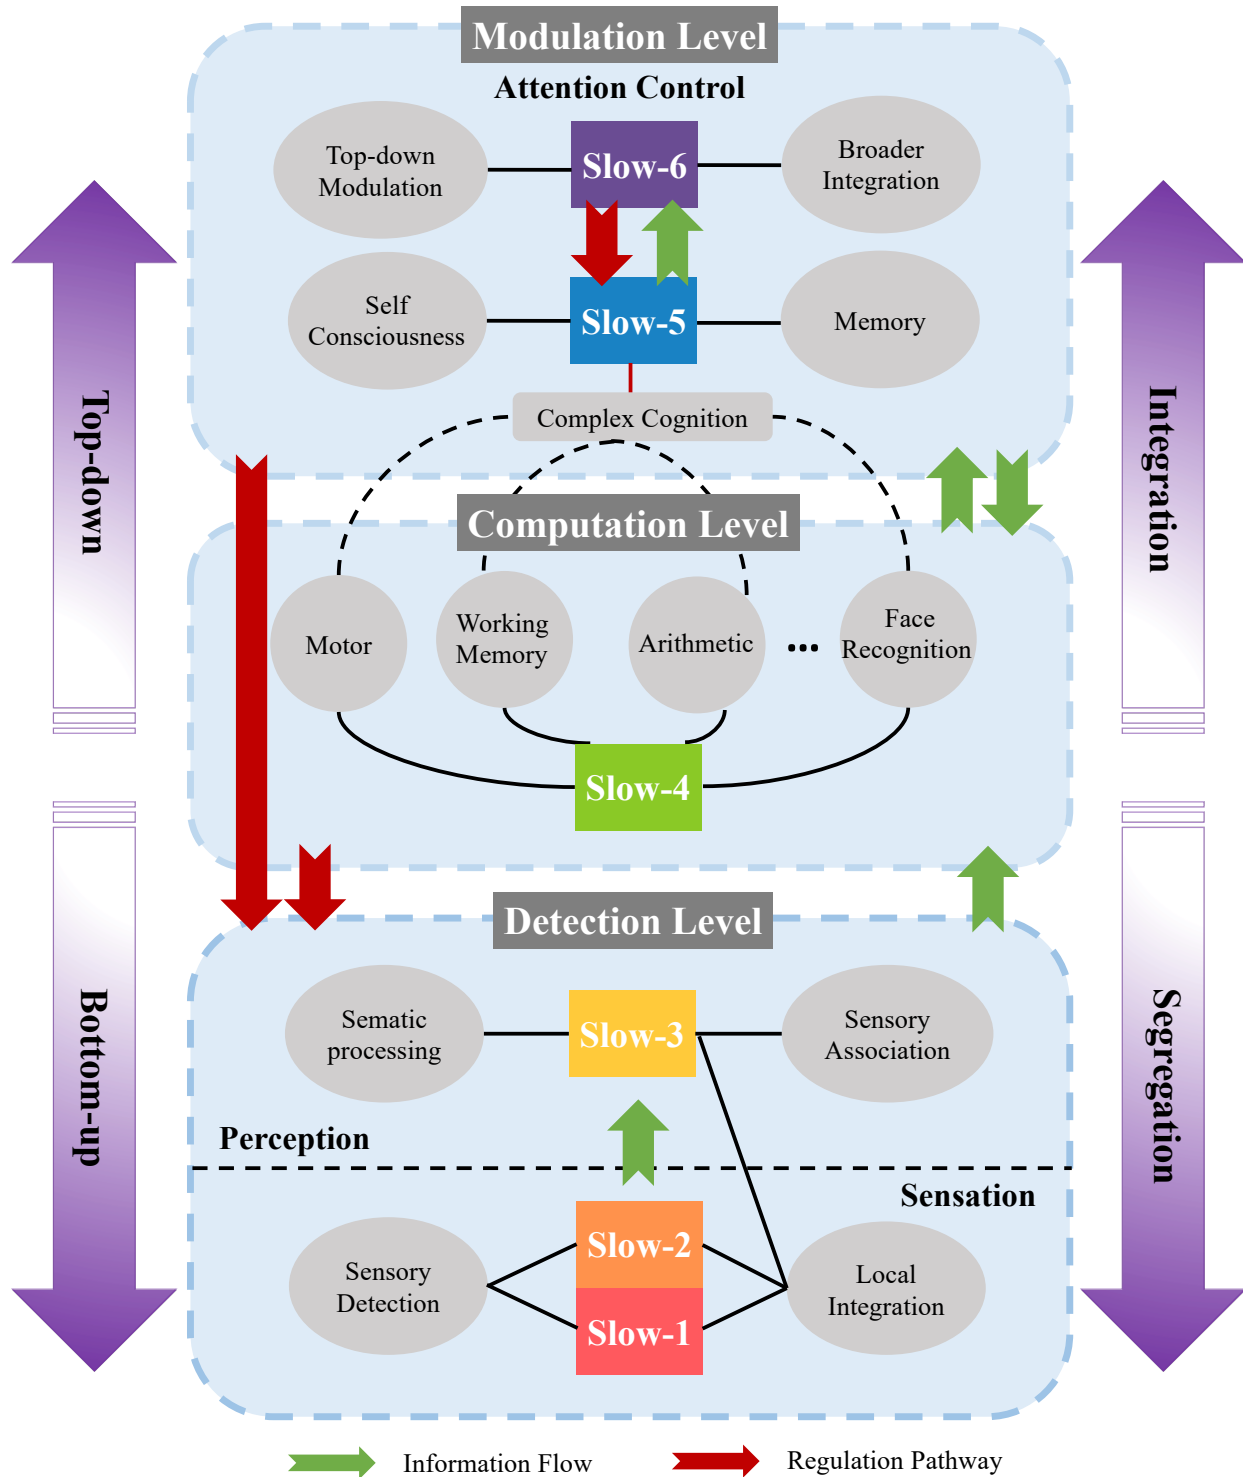 Modulation Level
Attention Control
Top-down
Modulation
Slow-6
Broader
Integration
Self
Consciousness
Slow-5
Memory
Complex Cognition
Top-down
Integration
Computation Level
Motor
Working
Memory
Arithmetic
...
Face
Recognition
Slow-4
Bottom-up
Segregation
Detection Level
Sematic
processing
Slow-3
Sensory
Association
Perception
Sensation
Sensory
Detection
Slow-2
Slow-1
Local
Integration
Information Flow
Regulation Pathway